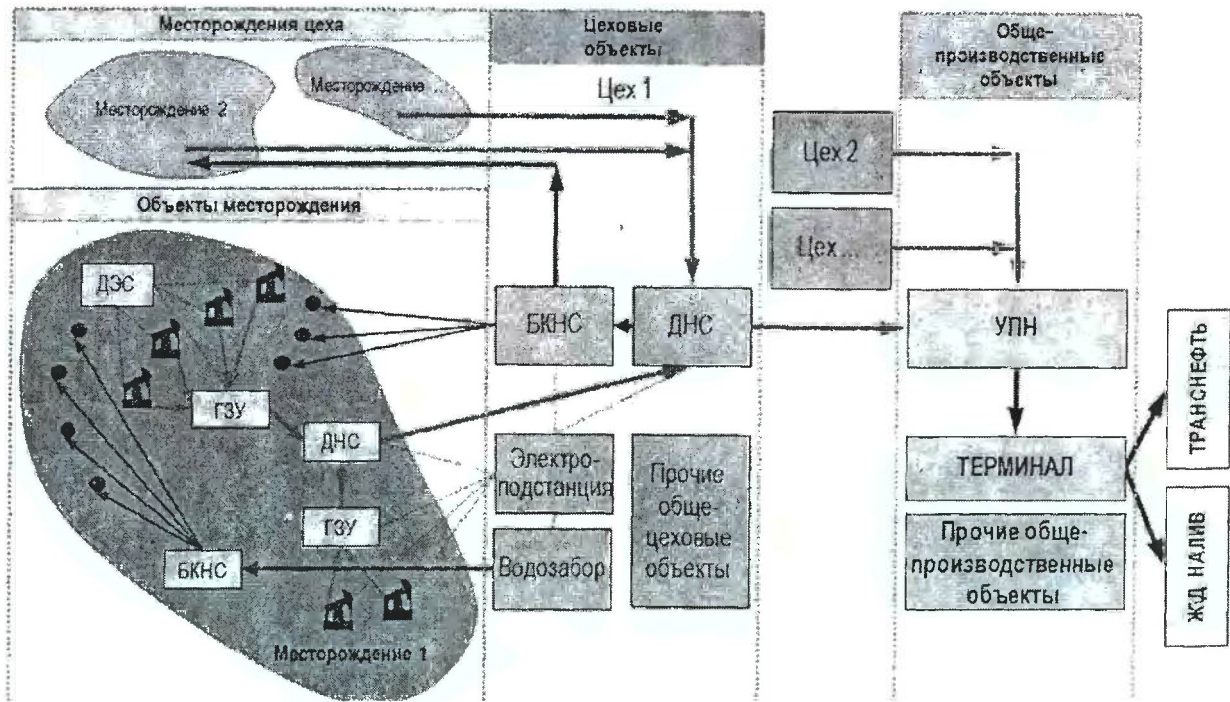 Месторождения цеха
Цеховые
объекты
Обще-
производственные
объекты
Месторождение 2
Месторождение ...
Цех 1
Цех 2
Цех ...
Объекты месторождения
ДЭС
ГЗУ
ДНС
ГЗУ
БКНС
Месторождение 1
БКНС
ДНС
Электро-
подстанция
Водозабор
Прочие
обще-
цеховые
объекты
УПН
ТЕРМИНАЛ
Прочие обще-
производственные
объекты
ТРАНСНЕФТЬ
Ж/Д НАЛИВ